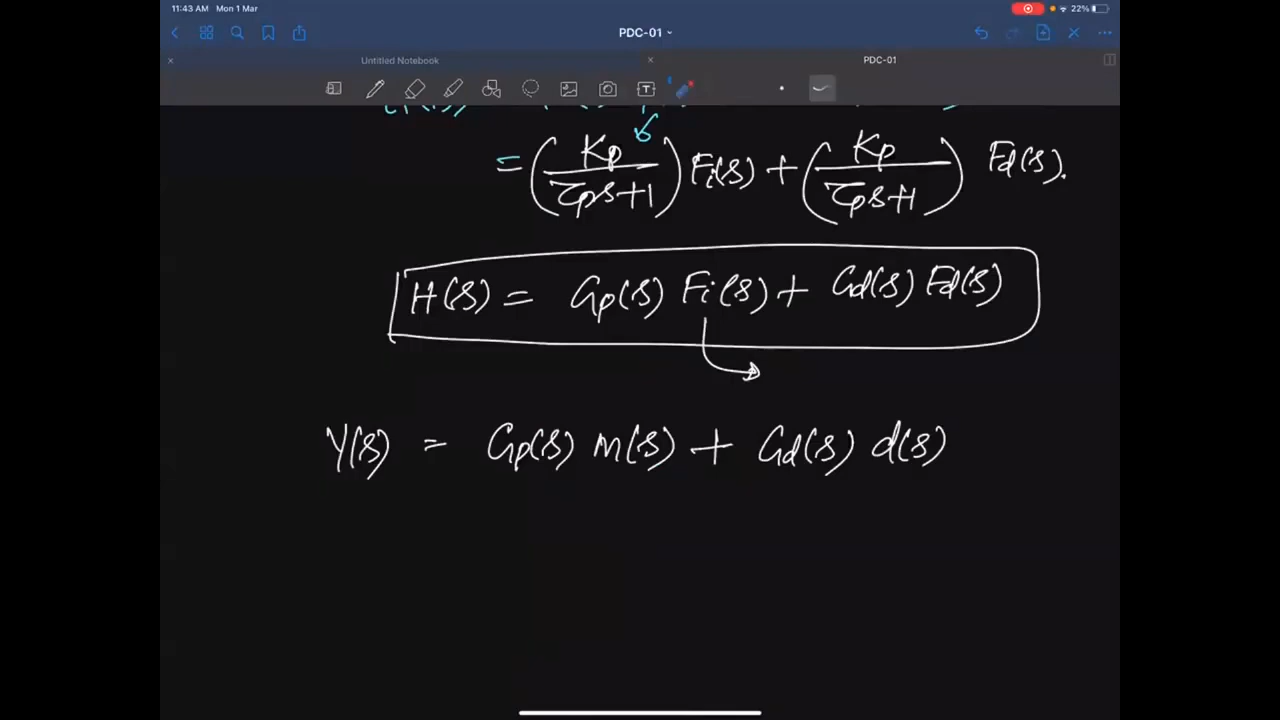 11:43 AM Mon 1 Mar
22%
PDC-01
Untitled Notebook
PDC-01
= (Kp / τps+1) Fi(s) + (Kp / τps+1) Fd(s).
H(s) = Gp(s) Fi(s) + Gd(s) Fd(s)
Y(s) = Gp(s) m(s) + Gd(s) d(s)